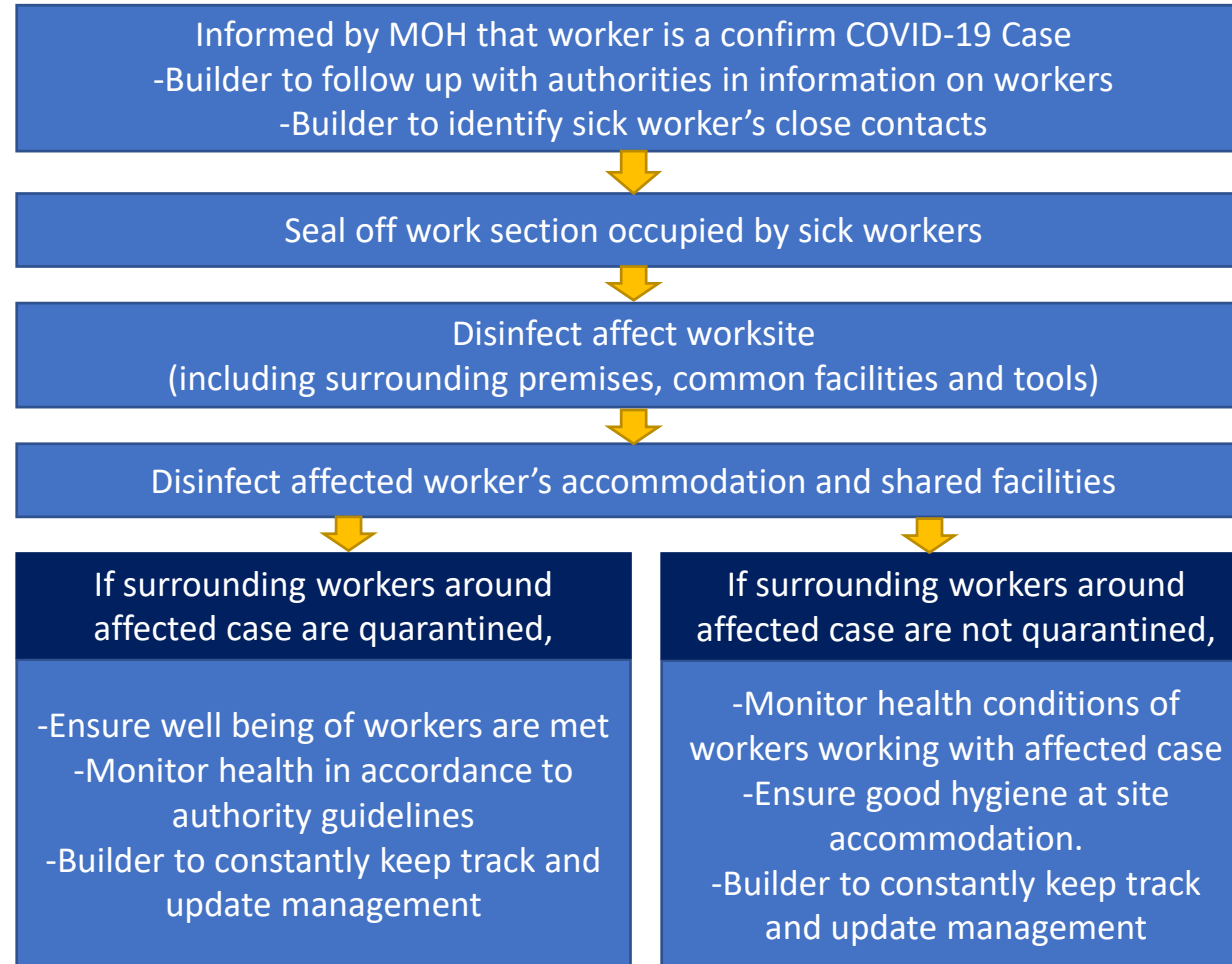 Informed by MOH that worker is a confirm COVID-19 Case
-Builder to follow up with authorities in information on workers
-Builder to identify sick worker’s close contacts
Seal off work section occupied by sick workers
Disinfect affect worksite
(including surrounding premises, common facilities and tools)
Disinfect affected worker’s accommodation and shared facilities
If surrounding workers around
affected case are quarantined,
-Ensure well being of workers are met
-Monitor health in accordance to
authority guidelines
-Builder to constantly keep track and
update management
If surrounding workers around
affected case are not quarantined,
-Monitor health conditions of
workers working with affected case
-Ensure good hygiene at site
accommodation.
-Builder to constantly keep track
and update management